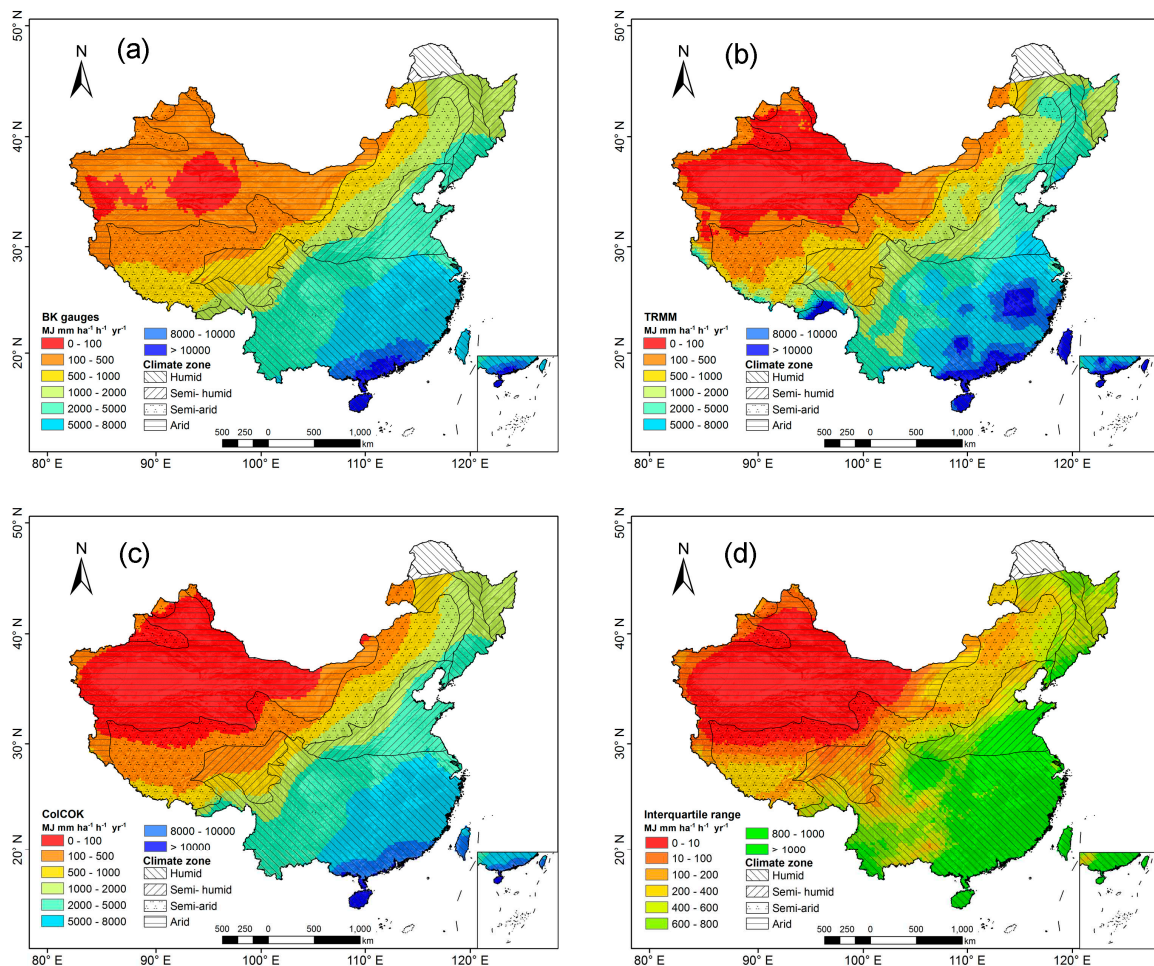 (a)
N
50° N
40° N
30° N
20° N
BK gauges
MJ mm ha⁻¹ h⁻¹ yr⁻¹
0 - 100
100 - 500
500 - 1000
1000 - 2000
2000 - 5000
5000 - 8000
8000 - 10000
> 10000
Climate zone
Humid
Semi- humid
Semi-arid
Arid
500 250 0 500 1,000
km
80° E 90° E 100° E 110° E 120° E
(b)
N
50° N
40° N
30° N
20° N
TRMM
MJ mm ha⁻¹ h⁻¹ yr⁻¹
0 - 100
100 - 500
500 - 1000
1000 - 2000
2000 - 5000
5000 - 8000
8000 - 10000
> 10000
Climate zone
Humid
Semi- humid
Semi-arid
Arid
500 250 0 500 1,000
km
80° E 90° E 100° E 110° E 120° E
(c)
N
50° N
40° N
30° N
20° N
ColCOK
MJ mm ha⁻¹ h⁻¹ yr⁻¹
0 - 100
100 - 500
500 - 1000
1000 - 2000
2000 - 5000
5000 - 8000
8000 - 10000
> 10000
Climate zone
Humid
Semi- humid
Semi-arid
Arid
500 250 0 500 1,000
km
80° E 90° E 100° E 110° E 120° E
(d)
N
50° N
40° N
30° N
20° N
Interquartile range
MJ mm ha⁻¹ h⁻¹ yr⁻¹
0 - 10
10 - 100
100 - 200
200 - 400
400 - 600
600 - 800
800 - 1000
> 1000
Climate zone
Humid
Semi- humid
Semi-arid
Arid
500 250 0 500 1,000
km
80° E 90° E 100° E 110° E 120° E